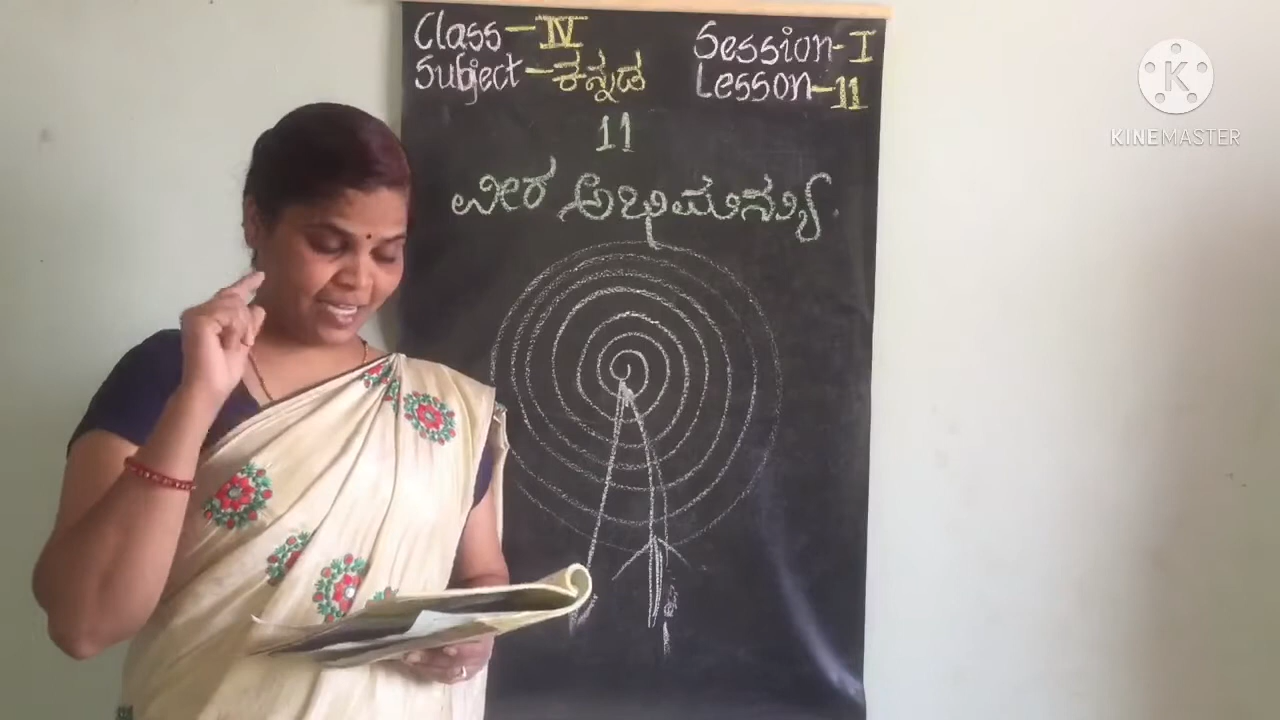 Class-IV Session-I
Subject-ಕನ್ನಡ Lesson-11
11
ವೀರ ಅಭಿಮನ್ಯು.
K
KINEMASTER